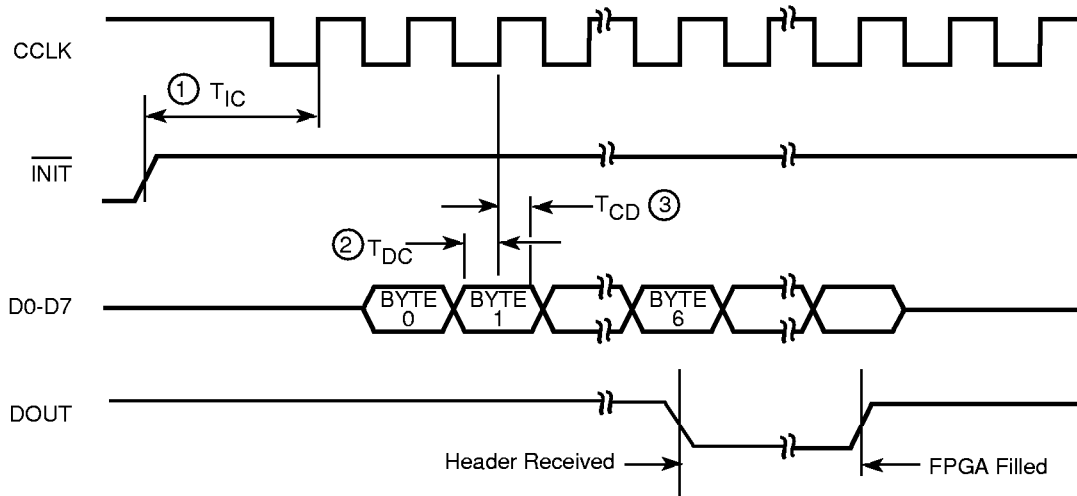 CCLK
① T_IC
INIT
T_CD ③
② T_DC
D0-D7
BYTE 0
BYTE 1
BYTE 6
DOUT
Header Received
FPGA Filled